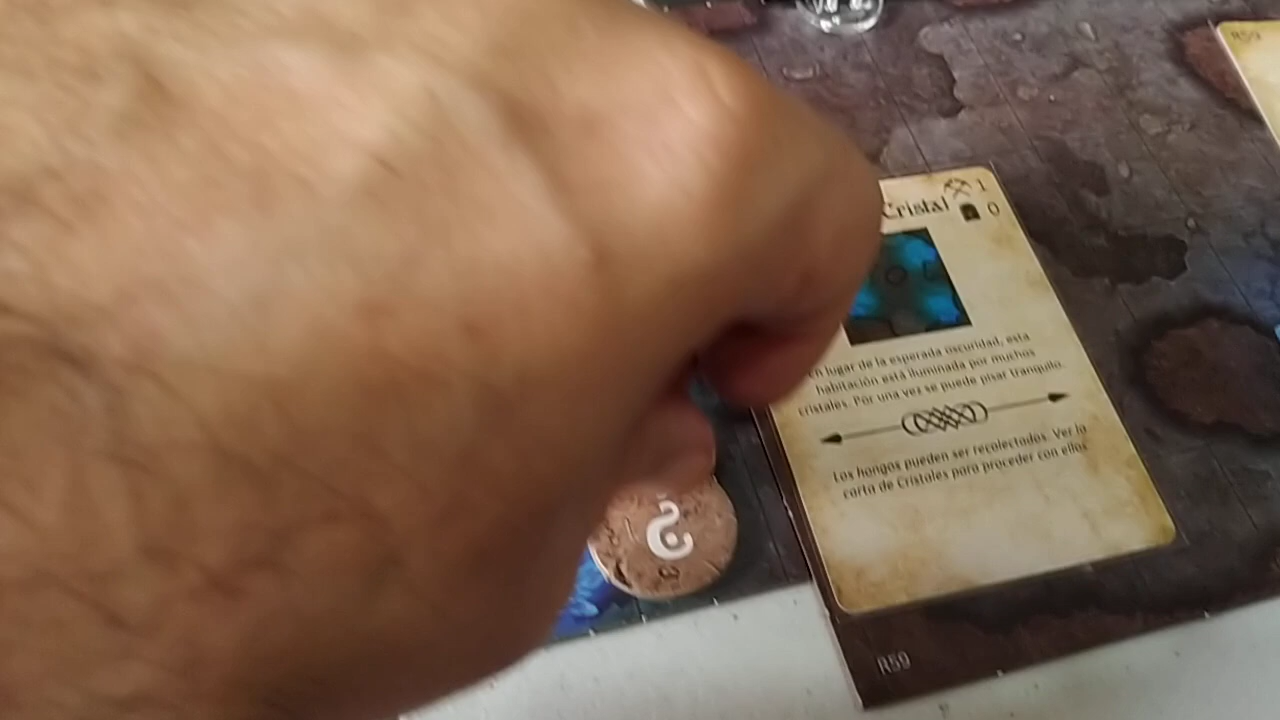 R59
Cristal 1
0
En lugar de la esperada oscuridad, esta
habitación está iluminada por muchos
cristales. Por una vez se puede pisar tranquilo.
Los hongos pueden ser recolectados. Ver la
carta de Cristales para proceder con ellos
R59